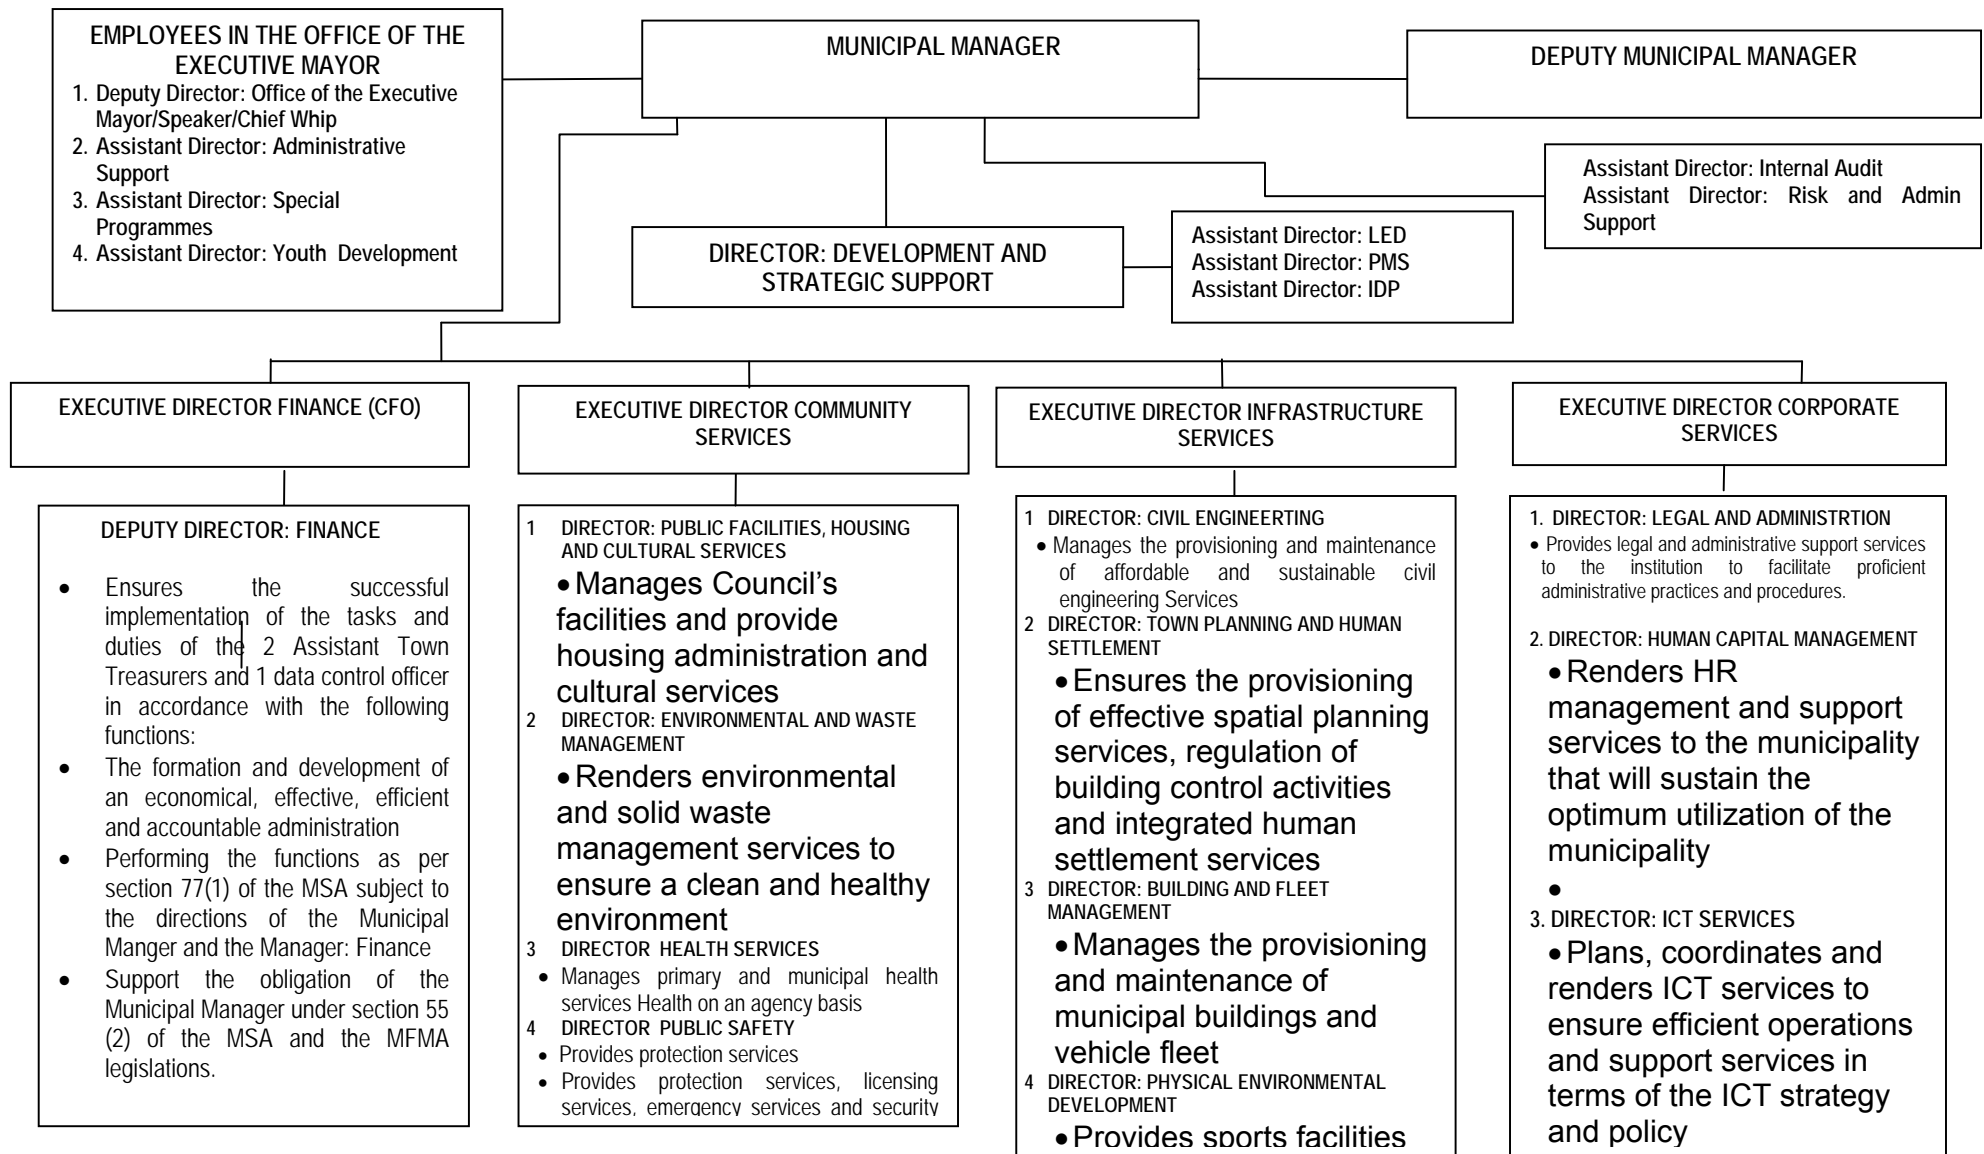 EMPLOYEES IN THE OFFICE OF THE
EXECUTIVE MAYOR
1. Deputy Director: Office of the Executive
Mayor/Speaker/Chief Whip
2. Assistant Director: Administrative
Support
3. Assistant Director: Special
Programmes
4. Assistant Director: Youth Development
MUNICIPAL MANAGER
DEPUTY MUNICIPAL MANAGER
Assistant Director: Internal Audit
Assistant Director: Risk and Admin
Support
DIRECTOR: DEVELOPMENT AND
STRATEGIC SUPPORT
Assistant Director: LED
Assistant Director: PMS
Assistant Director: IDP
EXECUTIVE DIRECTOR FINANCE (CFO)
EXECUTIVE DIRECTOR COMMUNITY
SERVICES
EXECUTIVE DIRECTOR INFRASTRUCTURE
SERVICES
EXECUTIVE DIRECTOR CORPORATE
SERVICES
DEPUTY DIRECTOR: FINANCE
• Ensures the successful
implementation of the tasks and
duties of the 2 Assistant Town
Treasurers and 1 data control officer
in accordance with the following
functions:
• The formation and development of
an economical, effective, efficient
and accountable administration
• Performing the functions as per
section 77(1) of the MSA subject to
the directions of the Municipal
Manger and the Manager: Finance
• Support the obligation of the
Municipal Manager under section 55
(2) of the MSA and the MFMA
legislations.
1 DIRECTOR: PUBLIC FACILITIES, HOUSING
AND CULTURAL SERVICES
• Manages Council's
facilities and provide
housing administration and
cultural services
2 DIRECTOR: ENVIRONMENTAL AND WASTE
MANAGEMENT
• Renders environmental
and solid waste
management services to
ensure a clean and healthy
environment
3 DIRECTOR HEALTH SERVICES
• Manages primary and municipal health
services Health on an agency basis
4 DIRECTOR PUBLIC SAFETY
• Provides protection services
• Provides protection services, licensing
services, emergency services and security
1 DIRECTOR: CIVIL ENGINEERTING
• Manages the provisioning and maintenance
of affordable and sustainable civil
engineering Services
2 DIRECTOR: TOWN PLANNING AND HUMAN
SETTLEMENT
• Ensures the provisioning
of effective spatial planning
services, regulation of
building control activities
and integrated human
settlement services
3 DIRECTOR: BUILDING AND FLEET
MANAGEMENT
• Manages the provisioning
and maintenance of
municipal buildings and
vehicle fleet
4 DIRECTOR: PHYSICAL ENVIRONMENTAL
DEVELOPMENT
• Provides sports facilities
1. DIRECTOR: LEGAL AND ADMINISTRTION
• Provides legal and administrative support services
to the institution to facilitate proficient
administrative practices and procedures.
2. DIRECTOR: HUMAN CAPITAL MANAGEMENT
• Renders HR
management and support
services to the municipality
that will sustain the
optimum utilization of the
municipality
•
3. DIRECTOR: ICT SERVICES
• Plans, coordinates and
renders ICT services to
ensure efficient operations
and support services in
terms of the ICT strategy
and policy